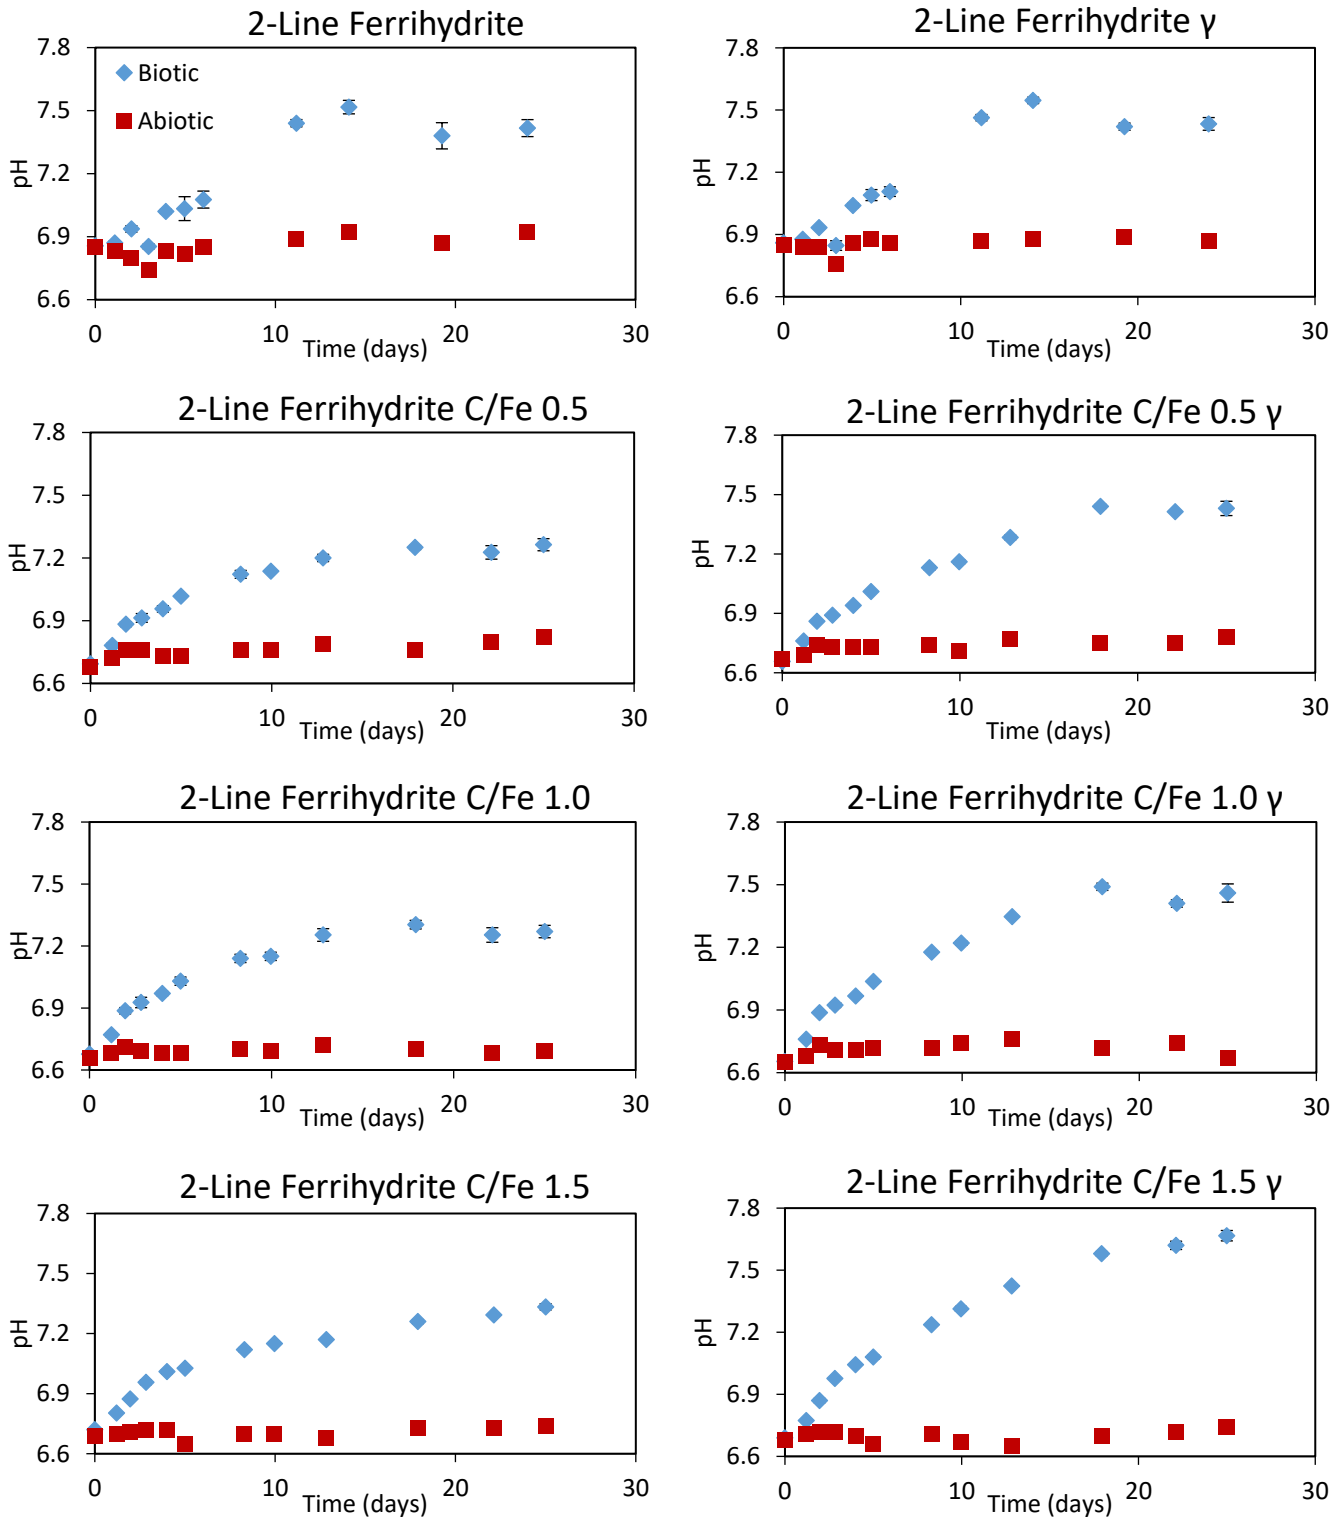 2-Line Ferrihydrite
7.8
7.5
7.2
6.9
6.6
pH
Biotic
Abiotic
0 10 20 30
Time (days)
2-Line Ferrihydrite γ
7.8
7.5
7.2
6.9
6.6
pH
0 10 20 30
Time (days)
2-Line Ferrihydrite C/Fe 0.5
7.8
7.5
7.2
6.9
6.6
pH
0 10 20 30
Time (days)
2-Line Ferrihydrite C/Fe 0.5 γ
7.8
7.5
7.2
6.9
6.6
pH
0 10 20 30
Time (days)
2-Line Ferrihydrite C/Fe 1.0
7.8
7.5
7.2
6.9
6.6
pH
0 10 20 30
Time (days)
2-Line Ferrihydrite C/Fe 1.0 γ
7.8
7.5
7.2
6.9
6.6
pH
0 10 20 30
Time (days)
2-Line Ferrihydrite C/Fe 1.5
7.8
7.5
7.2
6.9
6.6
pH
0 10 20 30
Time (days)
2-Line Ferrihydrite C/Fe 1.5 γ
7.8
7.5
7.2
6.9
6.6
pH
0 10 20 30
Time (days)